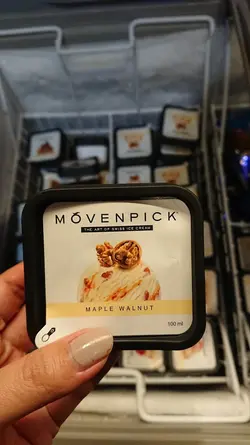 MÖVENPICK
THE ART OF SWISS ICE CREAM
MAPLE WALNUT
100 ml